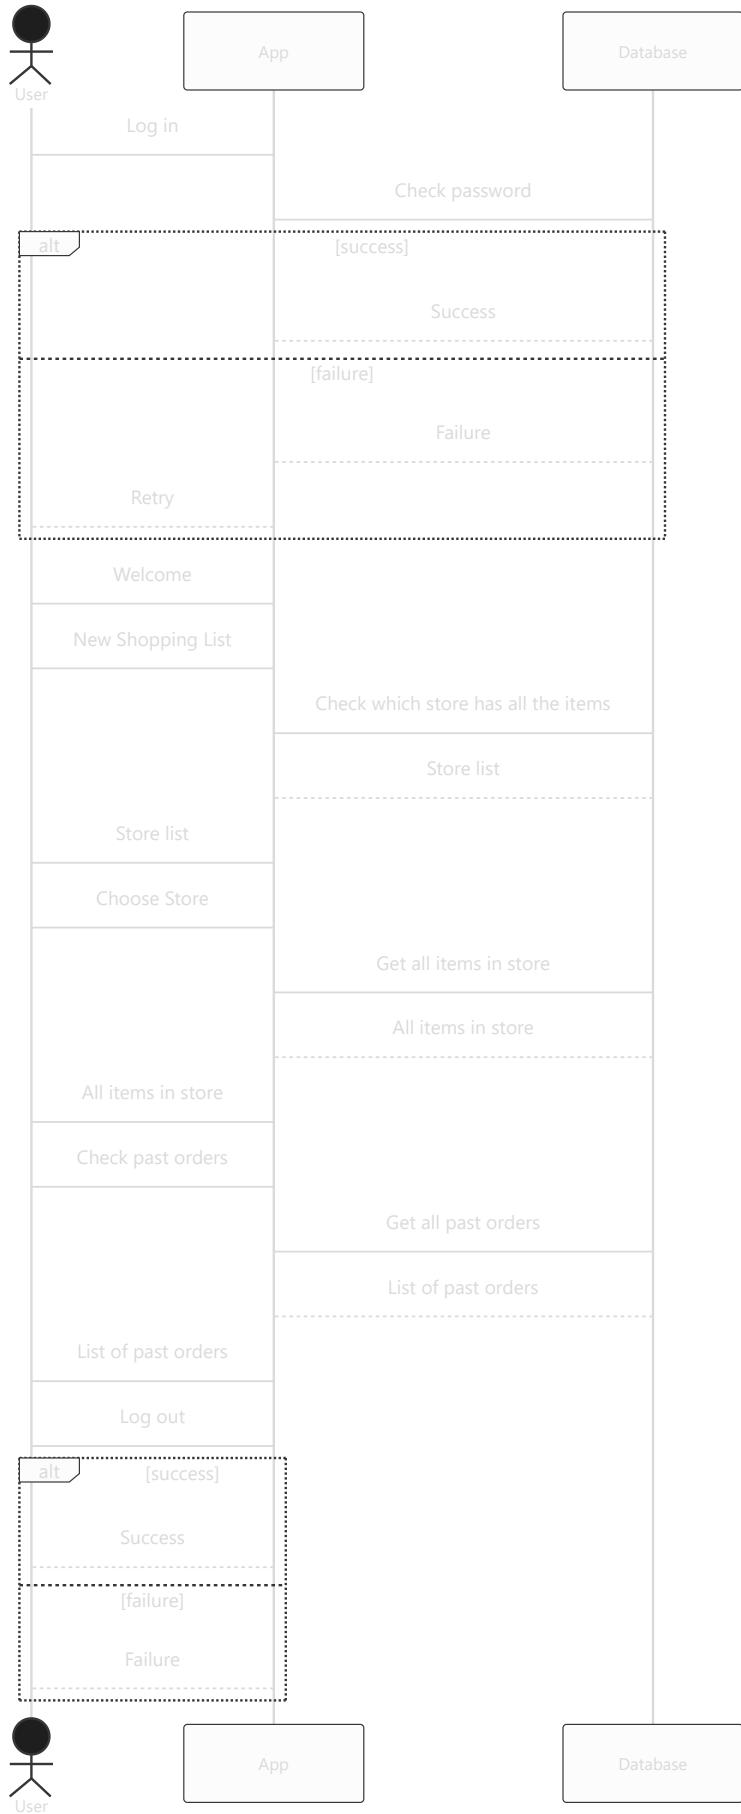 App
Database
User
Log in
Check password
alt
[success]
Success
[failure]
Failure
Retry
Welcome
New Shopping List
Check which store has all the items
Store list
Store list
Choose Store
Get all items in store
All items in store
All items in store
Check past orders
Get all past orders
List of past orders
List of past orders
Log out
alt
[success]
Success
[failure]
Failure
App
Database
User